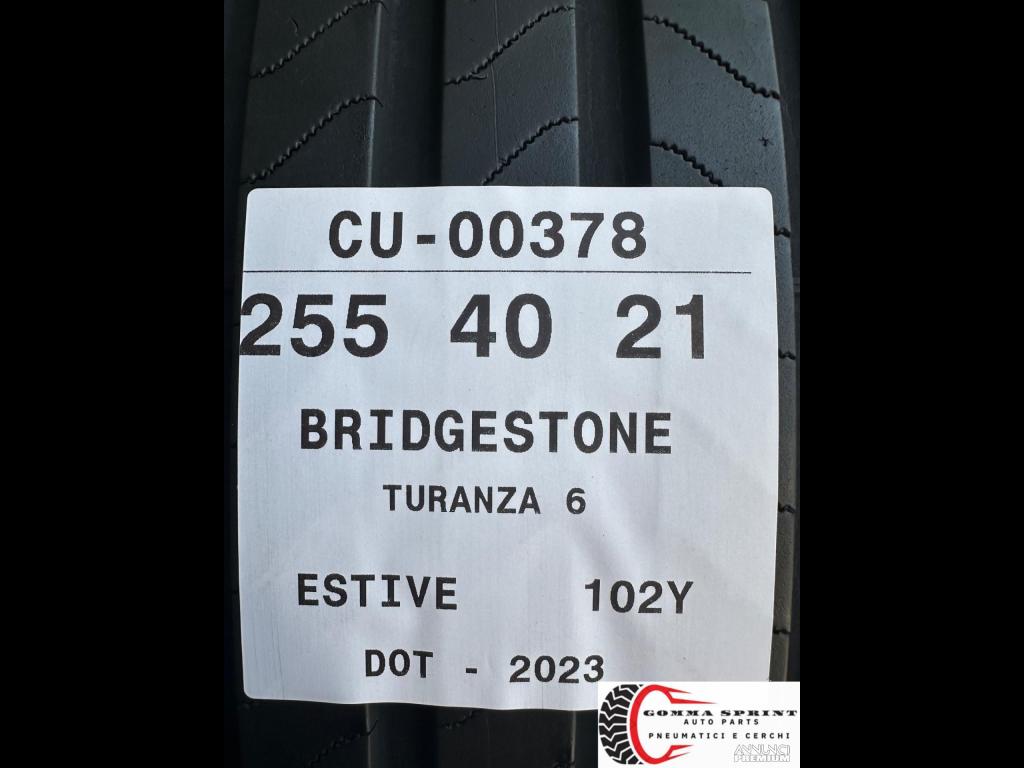 CU-00378
255 40 21
BRIDGESTONE
TURANZA 6
ESTIVE 102Y
DOT - 2023
GOMMA SPRINT
AUTO PARTS
PNEUMATICI E CERCHI
ANNUNCI
PREMIUM